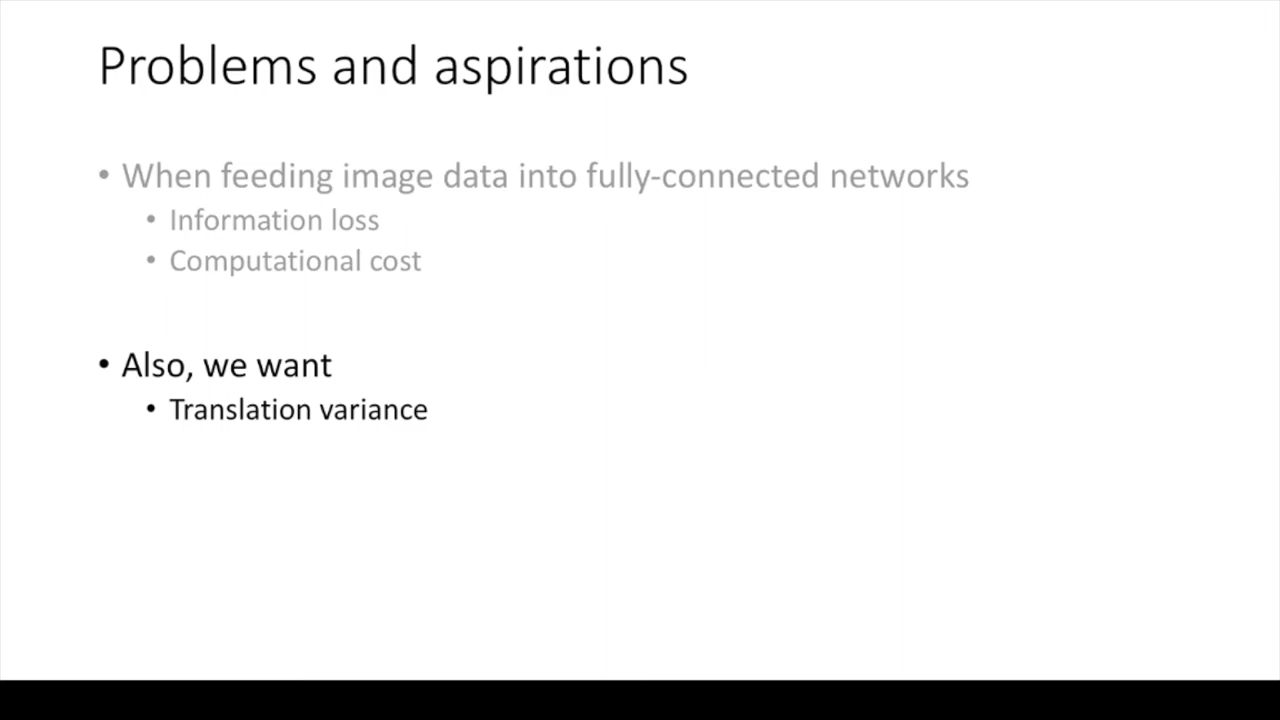 Problems and aspirations
• When feeding image data into fully-connected networks
• Information loss
• Computational cost
• Also, we want
• Translation variance